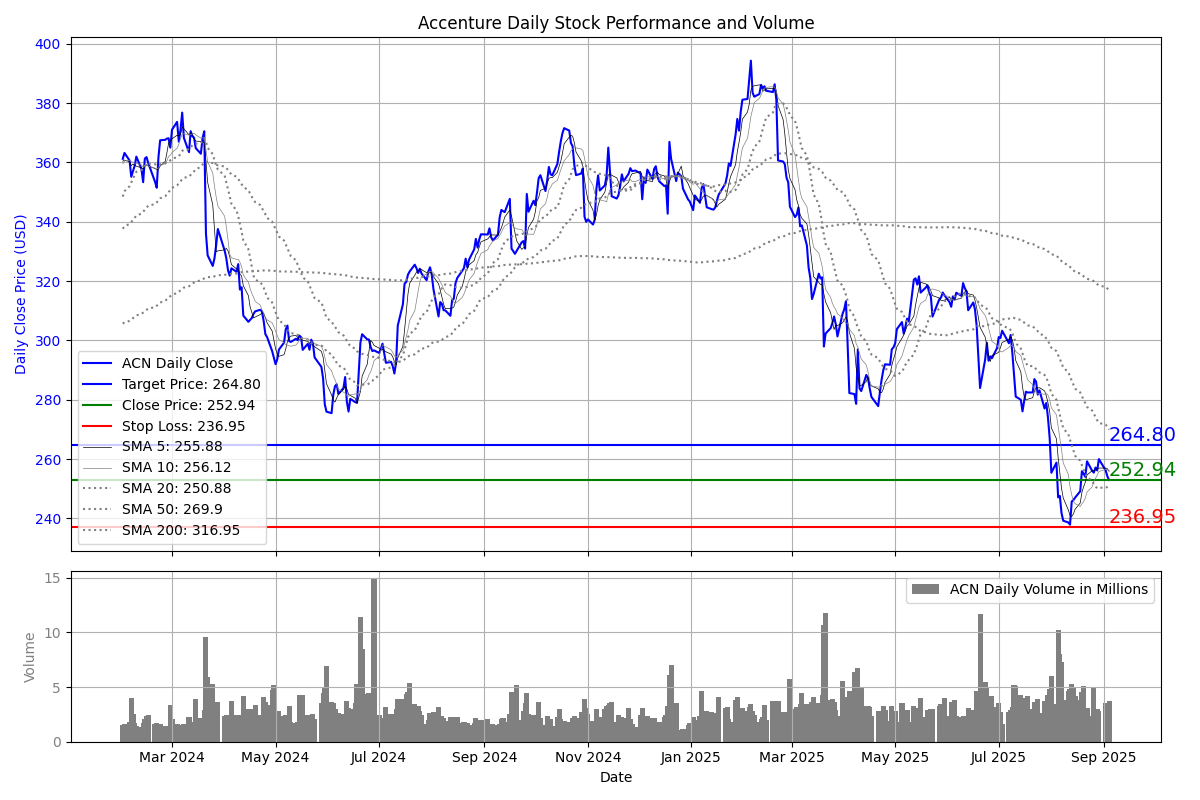 Accenture Daily Stock Performance and Volume
Daily Close Price (USD)
400
380
360
340
320
300
280
260
240
ACN Daily Close
Target Price: 264.80
Close Price: 252.94
Stop Loss: 236.95
SMA 5: 255.88
SMA 10: 256.12
SMA 20: 250.88
SMA 50: 269.9
SMA 200: 316.95
264.80
252.94
236.95
Volume
15
10
5
0
ACN Daily Volume in Millions
Mar 2024 May 2024 Jul 2024 Sep 2024 Nov 2024 Jan 2025 Mar 2025 May 2025 Jul 2025 Sep 2025
Date